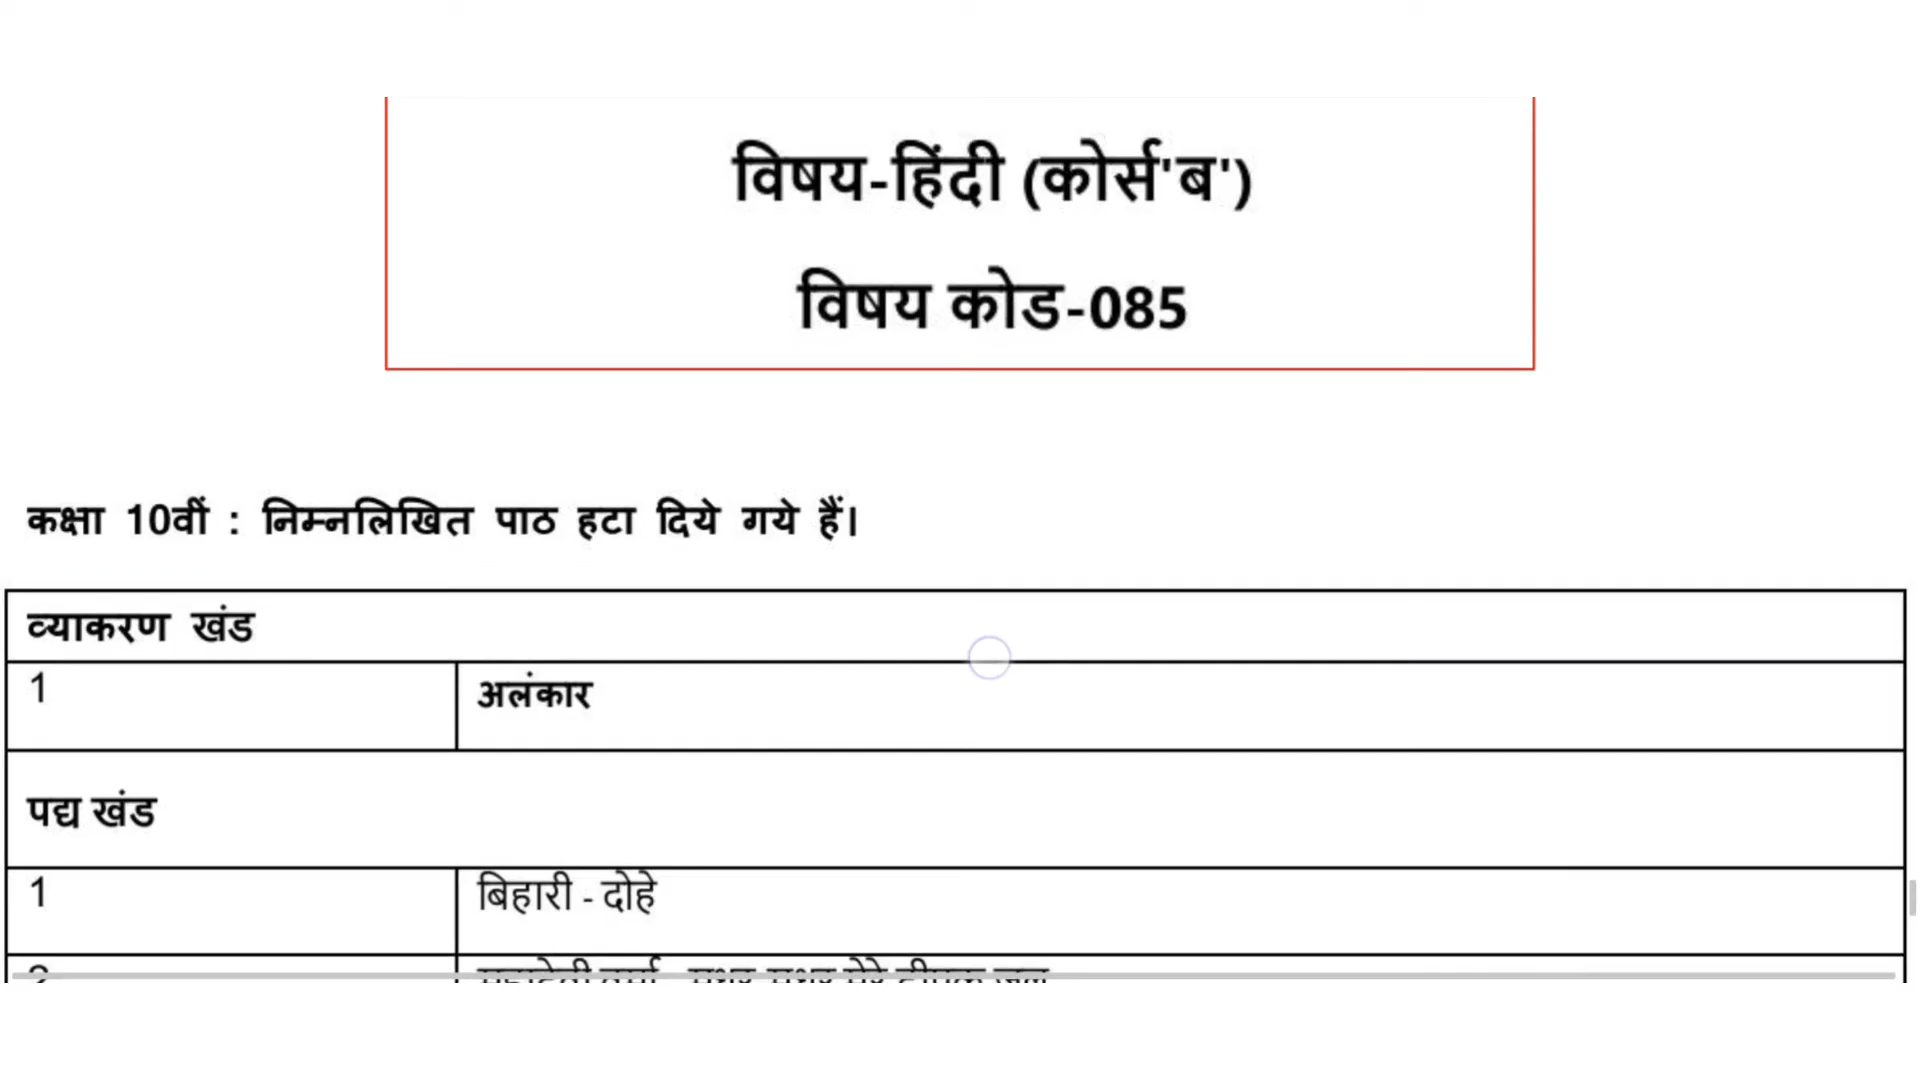 विषय-हिंदी (कोर्स'ब')
विषय कोड-085
कक्षा 10वीं : निम्नलिखित पाठ हटा दिये गये हैं।
व्याकरण खंड
1 अलंकार
पद्य खंड
1 बिहारी - दोहे